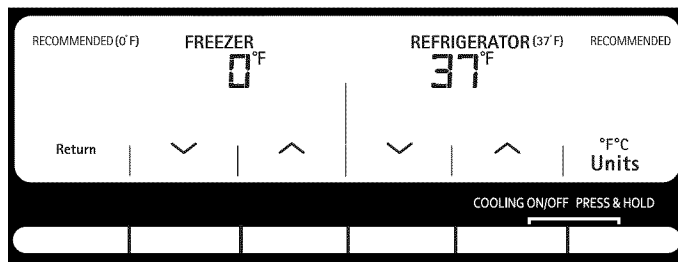 RECOMMENDED (0°F) FREEZER REFRIGERATOR (37°F) RECOMMENDED
0°F 37°F
Return °F°C
Units
COOLING ON/OFF PRESS & HOLD